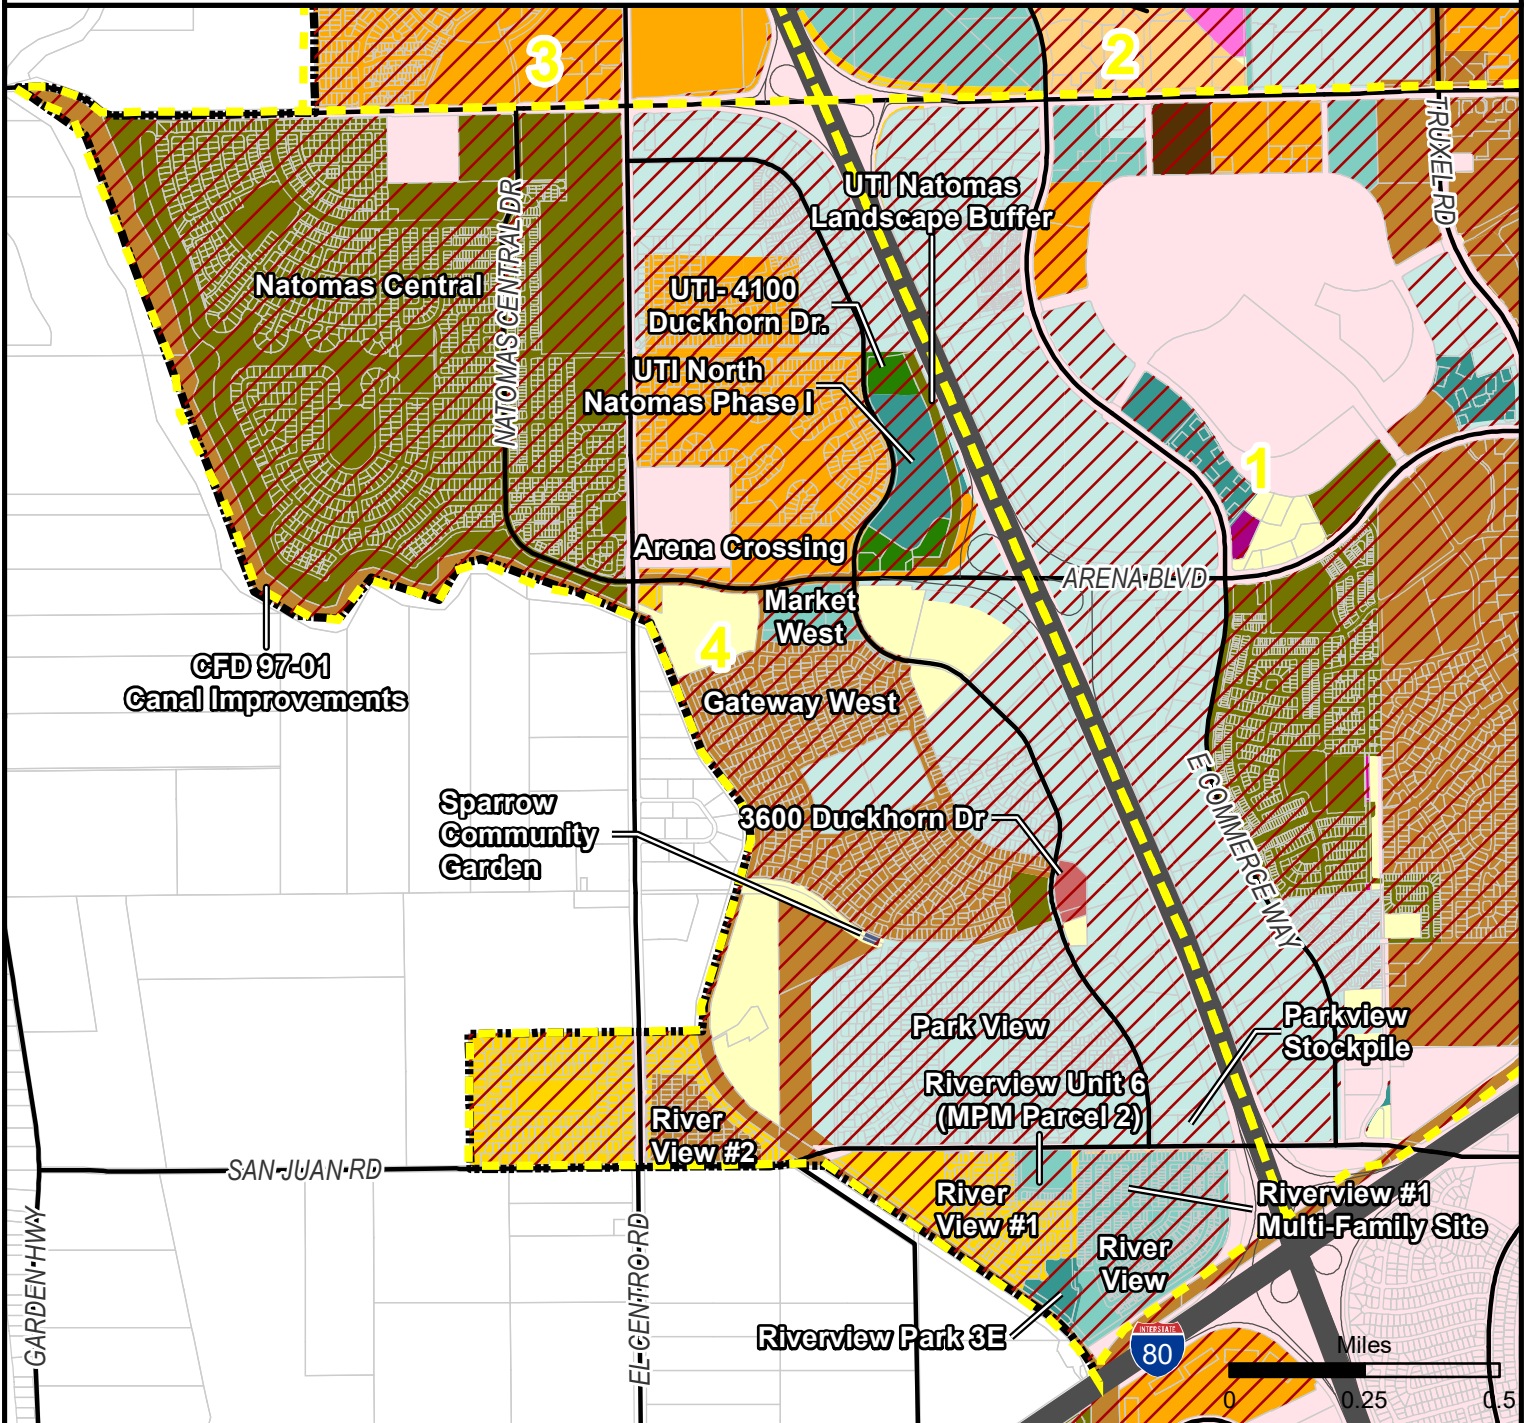 3
2
TRUXEL RD
UTI Natomas
Landscape Buffer
NATOMAS CENTRAL DR
Natomas Central
UTI- 4100
Duckhorn Dr.
UTI North
Natomas Phase I
1
Arena Crossing
ARENA BLVD
Market
West
4
CFD 97-01
Canal Improvements
Gateway West
E COMMERCE WAY
Sparrow
Community
Garden
3600 Duckhorn Dr
Park View
Parkview
Stockpile
Riverview Unit 6
(MPM Parcel 2)
River
View #2
SAN JUAN RD
River
View #1
Riverview #1
Multi-Family Site
River
View
GARDEN HWY
EL CENTRO RD
Riverview Park 3E
INTERSTATE
80
Miles
0 0.25 0.5